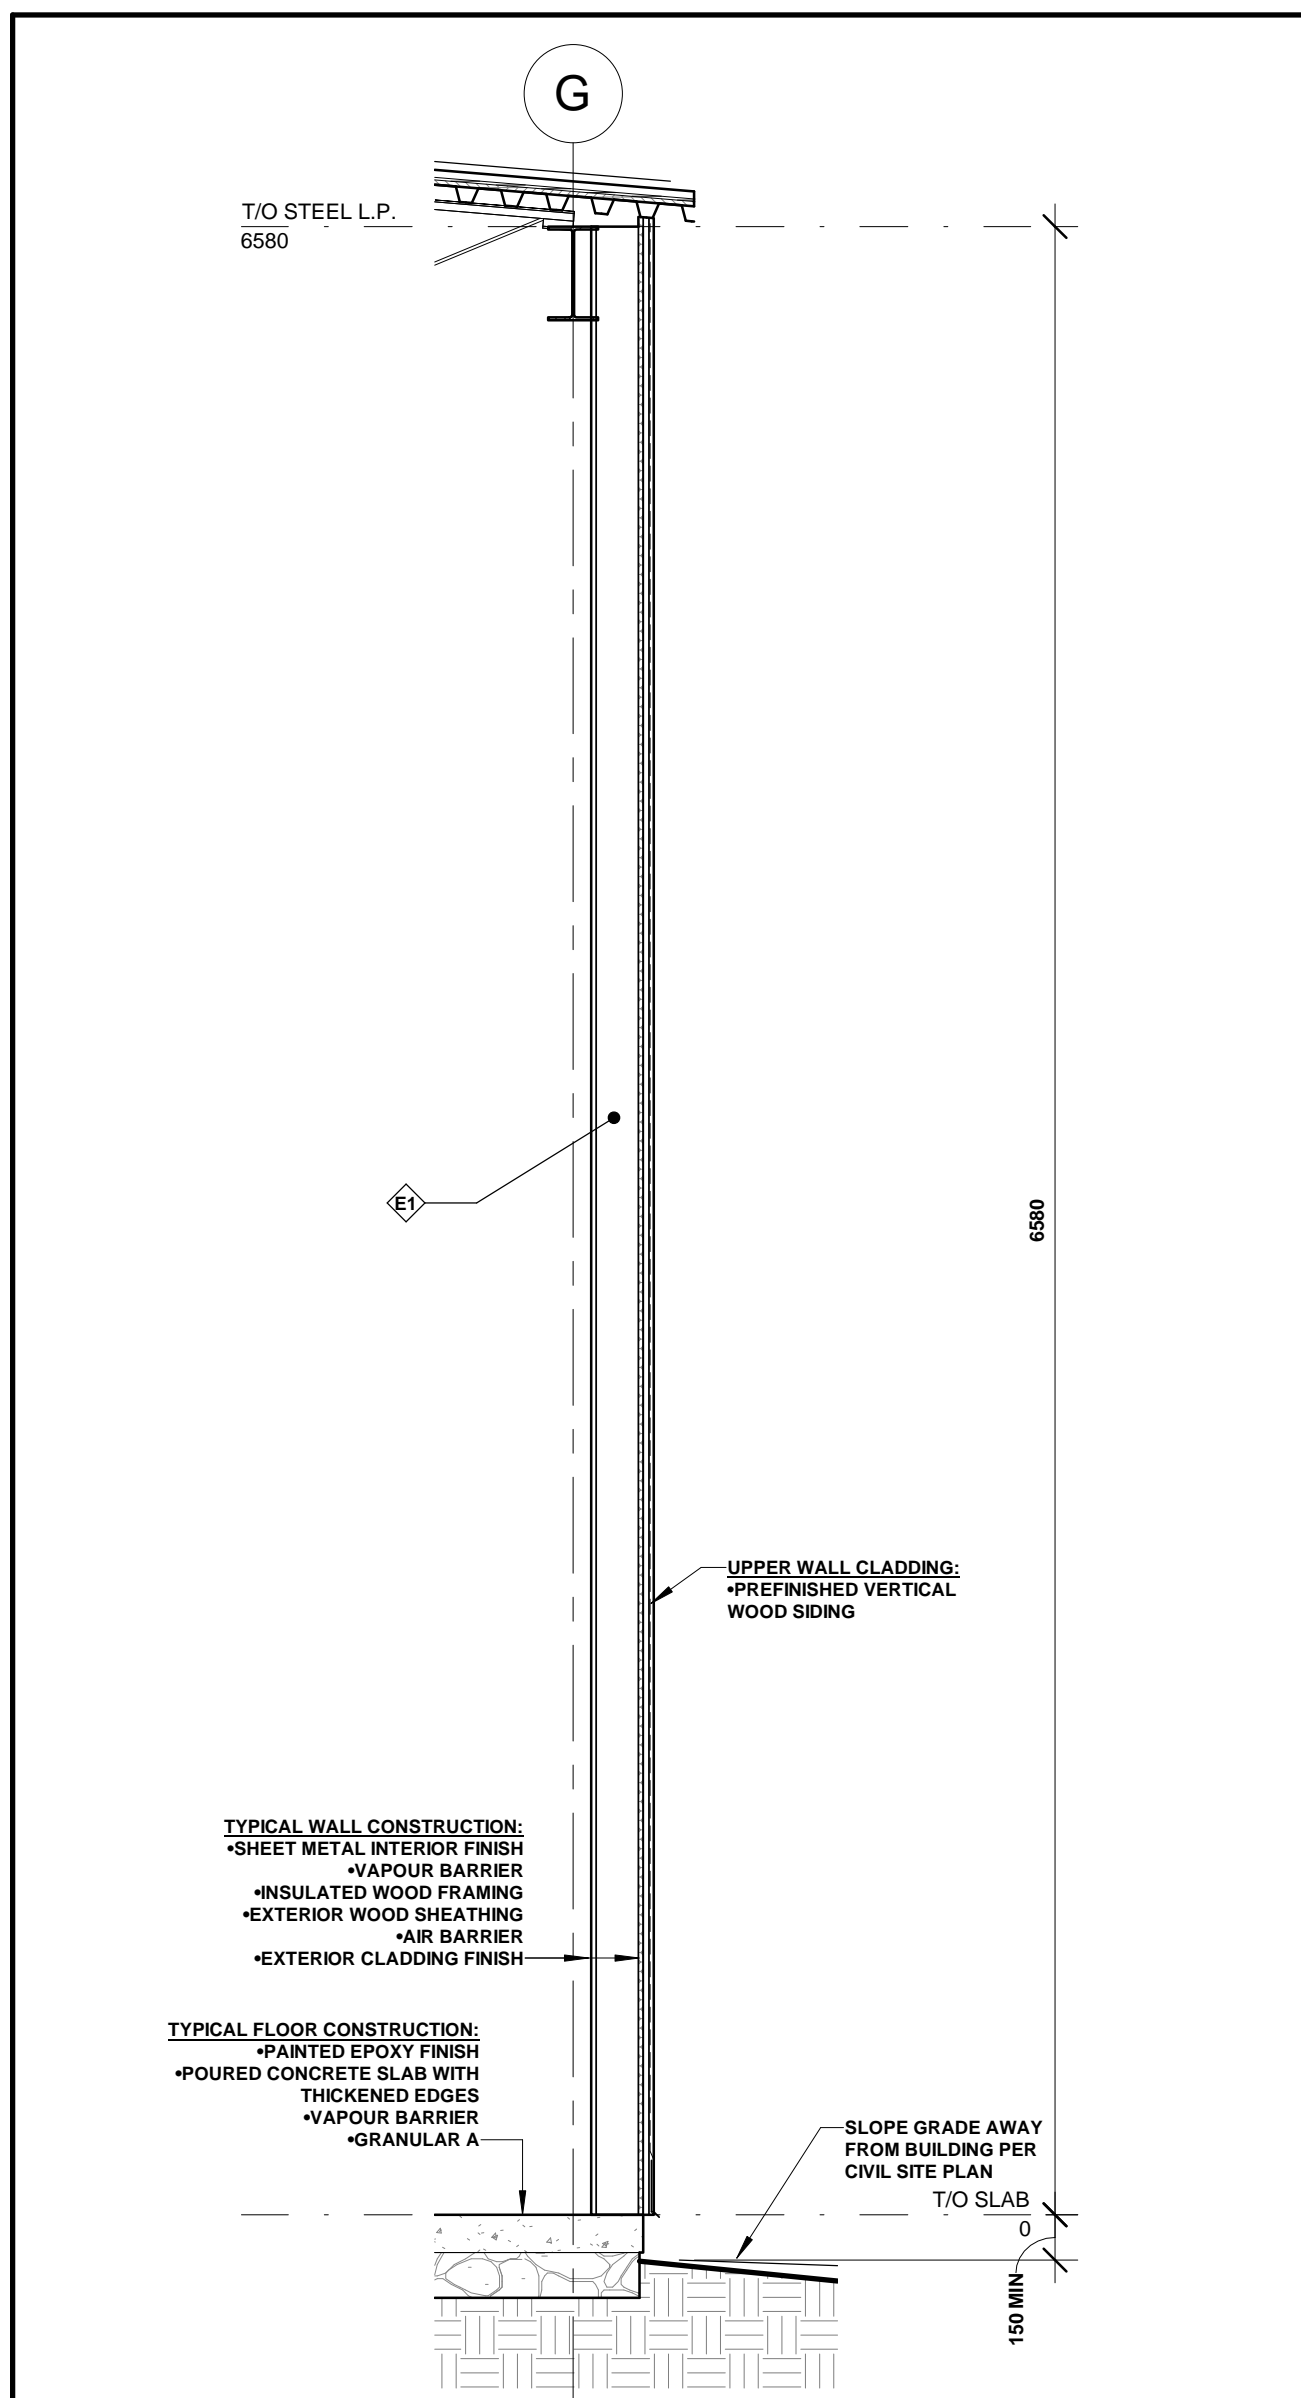 G
T/O STEEL L.P.
6580
E1
6580
UPPER WALL CLADDING:
•PREFINISHED VERTICAL
WOOD SIDING
TYPICAL WALL CONSTRUCTION:
•SHEET METAL INTERIOR FINISH
•VAPOUR BARRIER
•INSULATED WOOD FRAMING
•EXTERIOR WOOD SHEATHING
•AIR BARRIER
•EXTERIOR CLADDING FINISH
TYPICAL FLOOR CONSTRUCTION:
•PAINTED EPOXY FINISH
•POURED CONCRETE SLAB WITH
THICKENED EDGES
•VAPOUR BARRIER
•GRANULAR A
SLOPE GRADE AWAY
FROM BUILDING PER
CIVIL SITE PLAN
T/O SLAB
0
150 MIN